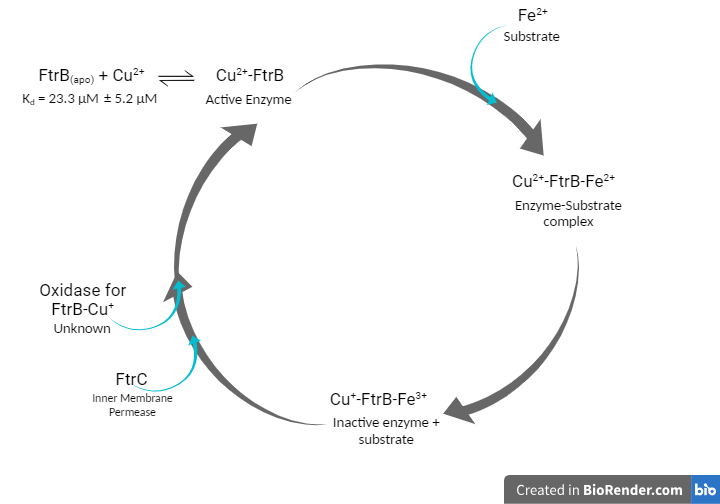 Fe²⁺
Substrate
FtrB(apo) + Cu²⁺ ⇌ Cu²⁺-FtrB
K_d = 23.3 µM ± 5.2 µM
Active Enzyme
Cu²⁺-FtrB-Fe²⁺
Enzyme-Substrate
complex
Oxidase for
FtrB-Cu⁺
Unknown
FtrC
Inner Membrane
Permease
Cu⁺-FtrB-Fe³⁺
Inactive enzyme +
substrate
Created in BioRender.com bio